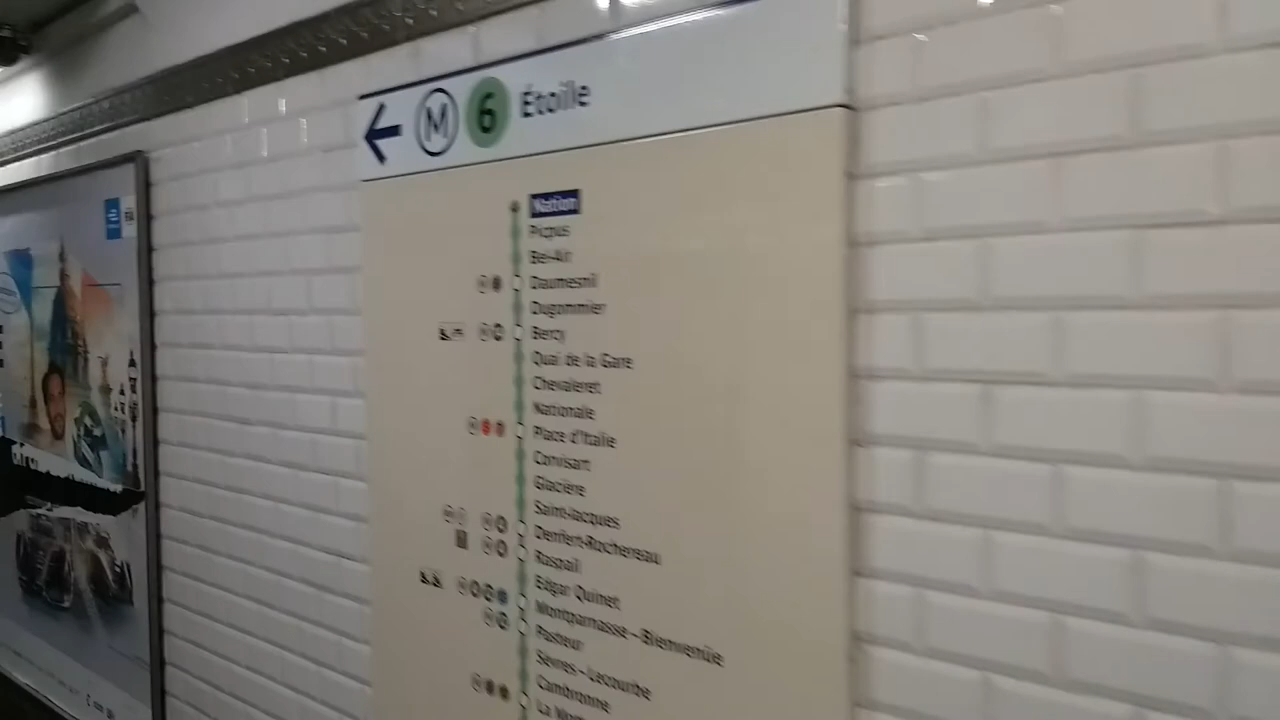 M 6 Étoile
Nation
Picpus
Bel-Air
Daumesnil
Dugommier
Bercy
Quai de la Gare
Chevaleret
Nationale
Place d'Italie
Corvisart
Glacière
Saint-Jacques
Denfert-Rochereau
Raspail
Edgar Quinet
Montparnasse – Bienvenüe
Pasteur
Sèvres – Lecourbe
Cambronne